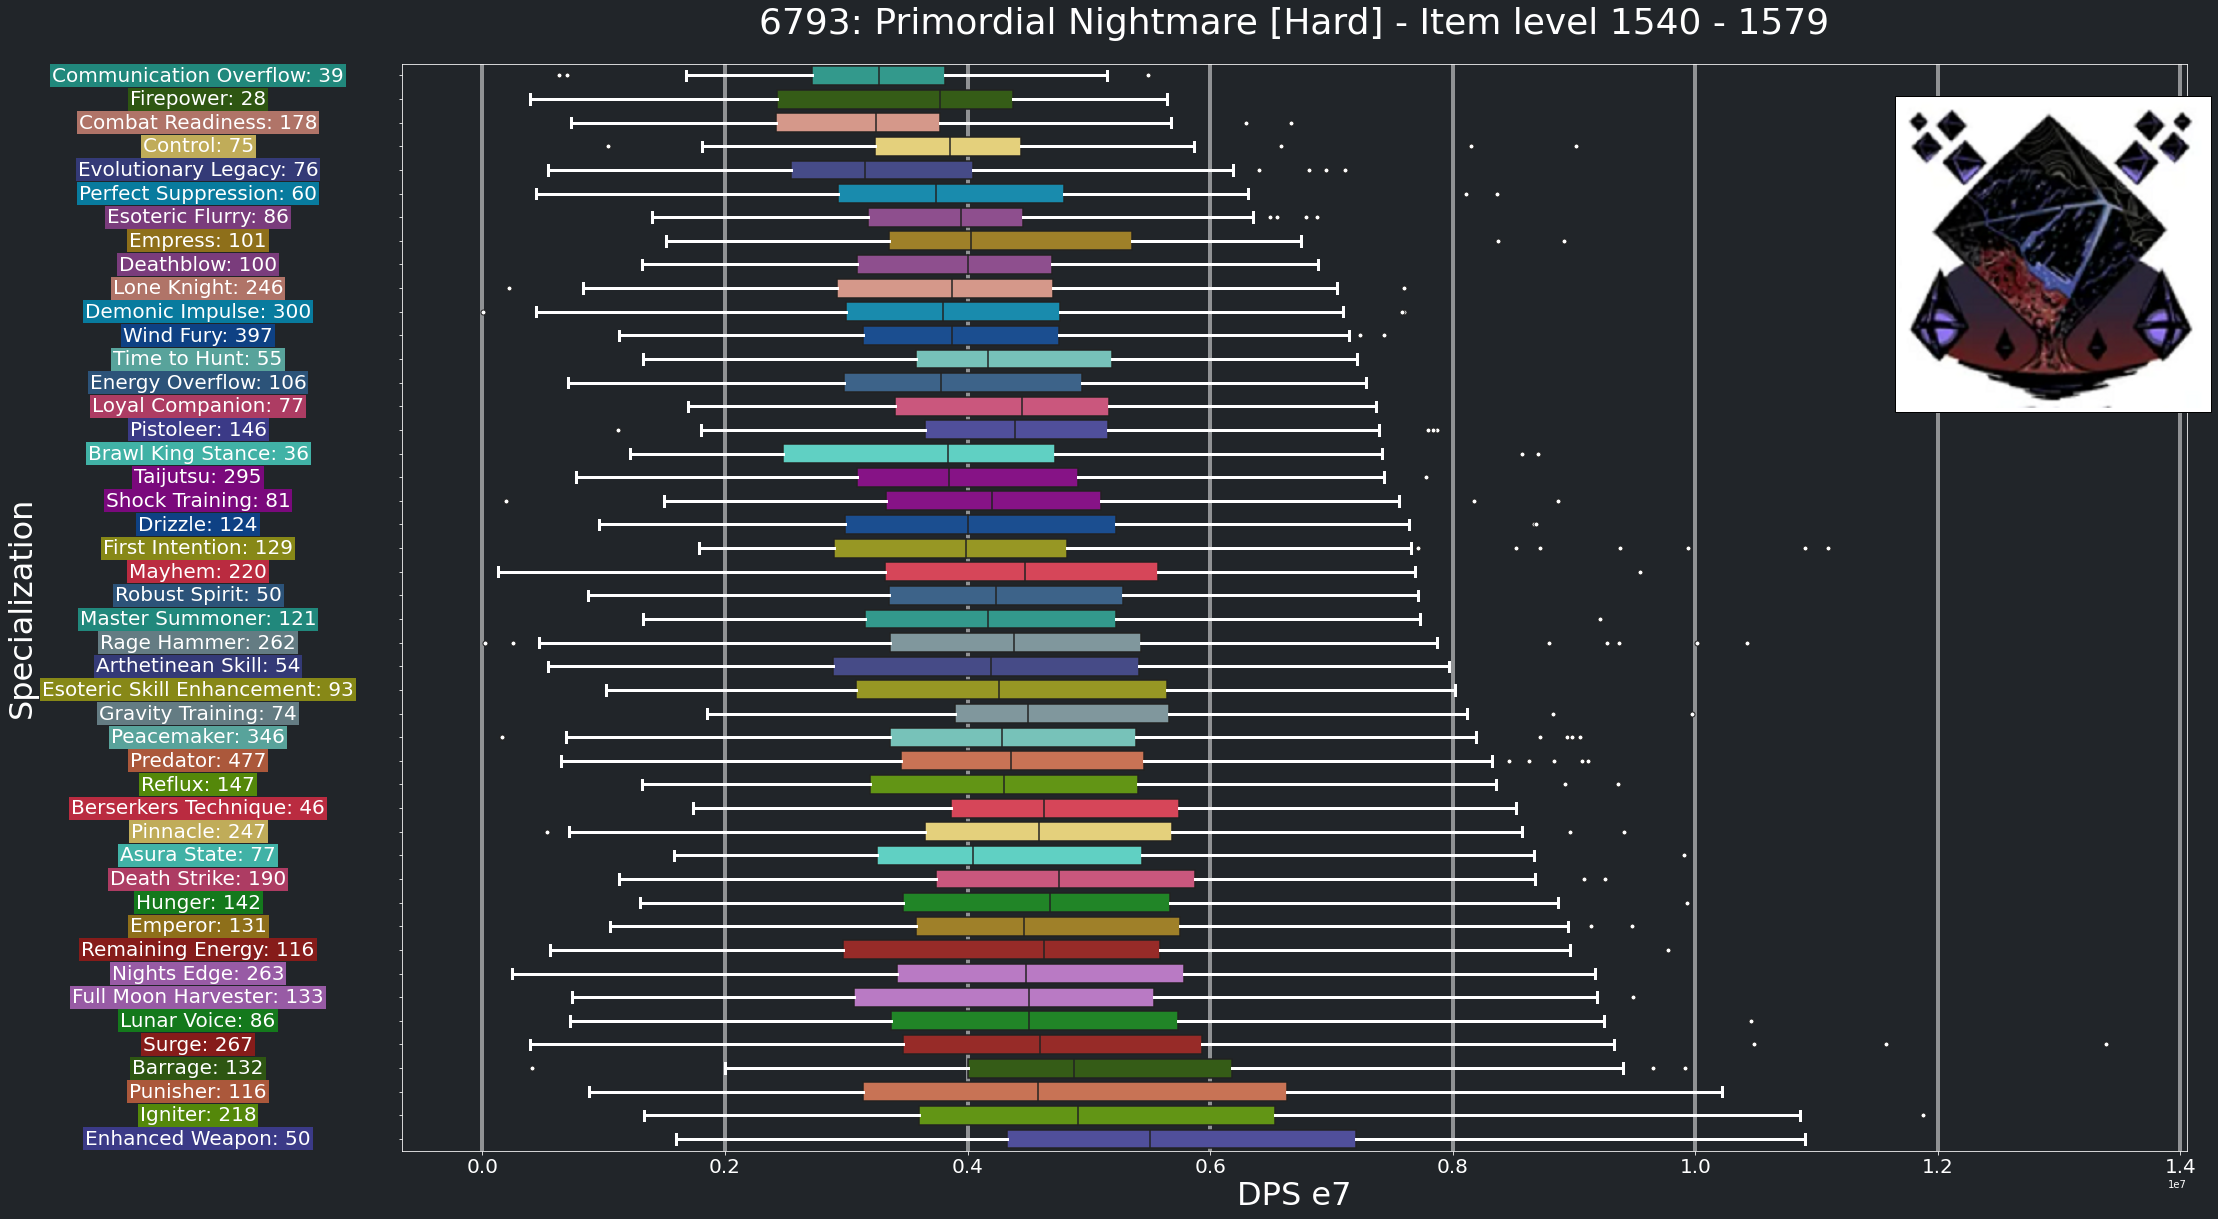 6793: Primordial Nightmare [Hard] - Item level 1540 - 1579
Communication Overflow: 39
Firepower: 28
Combat Readiness: 178
Control: 75
Evolutionary Legacy: 76
Perfect Suppression: 60
Esoteric Flurry: 86
Empress: 101
Deathblow: 100
Lone Knight: 246
Demonic Impulse: 300
Wind Fury: 397
Time to Hunt: 55
Energy Overflow: 106
Loyal Companion: 77
Pistoleer: 146
Brawl King Stance: 36
Taijutsu: 295
Shock Training: 81
Drizzle: 124
First Intention: 129
Mayhem: 220
Robust Spirit: 50
Master Summoner: 121
Rage Hammer: 262
Arthetinean Skill: 54
Esoteric Skill Enhancement: 93
Gravity Training: 74
Peacemaker: 346
Predator: 477
Reflux: 147
Berserkers Technique: 46
Pinnacle: 247
Asura State: 77
Death Strike: 190
Hunger: 142
Emperor: 131
Remaining Energy: 116
Nights Edge: 263
Full Moon Harvester: 133
Lunar Voice: 86
Surge: 267
Barrage: 132
Punisher: 116
Igniter: 218
Enhanced Weapon: 50
Specialization
0.0 0.2 0.4 0.6 0.8 1.0 1.2 1.4
1e7
DPS e7